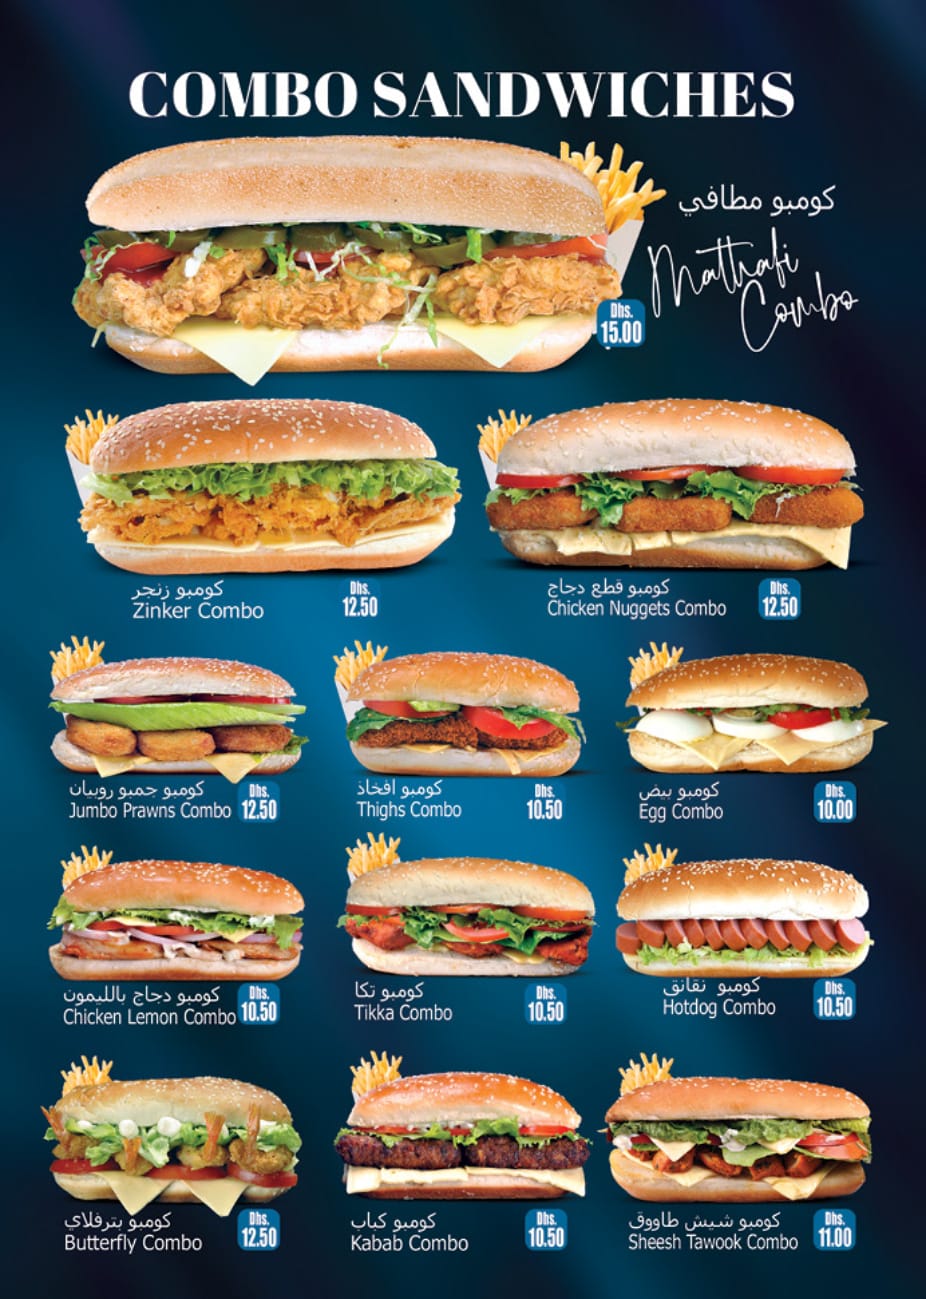 COMBO SANDWICHES
كومبو مطافي
Mattafi
Combo
Dhs.
15.00
كومبو زنجر
Zinker Combo
Dhs.
12.50
كومبو قطع دجاج
Chicken Nuggets Combo
Dhs.
12.50
كومبو جمبو روبيان
Jumbo Prawns Combo
Dhs.
12.50
كومبو افخاذ
Thighs Combo
Dhs.
10.50
كومبو بيض
Egg Combo
Dhs.
10.00
كومبو دجاج بالليمون
Chicken Lemon Combo
Dhs.
10.50
كومبو تكا
Tikka Combo
Dhs.
10.50
كومبو نقانق
Hotdog Combo
Dhs.
10.50
كومبو بترفلاي
Butterfly Combo
Dhs.
12.50
كومبو كباب
Kabab Combo
Dhs.
10.50
كومبو شيش طاووق
Sheesh Tawook Combo
Dhs.
11.00